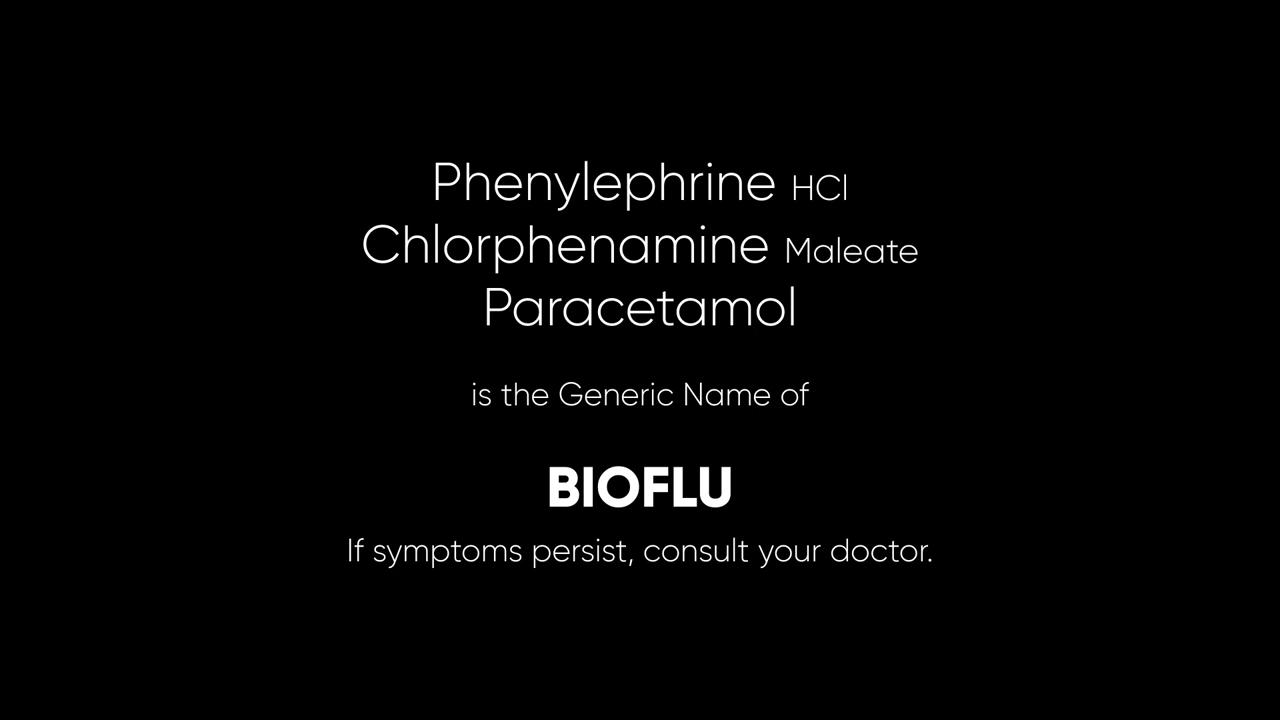 Phenylephrine HCl
Chlorphenamine Maleate
Paracetamol
is the Generic Name of
BIOFLU
If symptoms persist, consult your doctor.